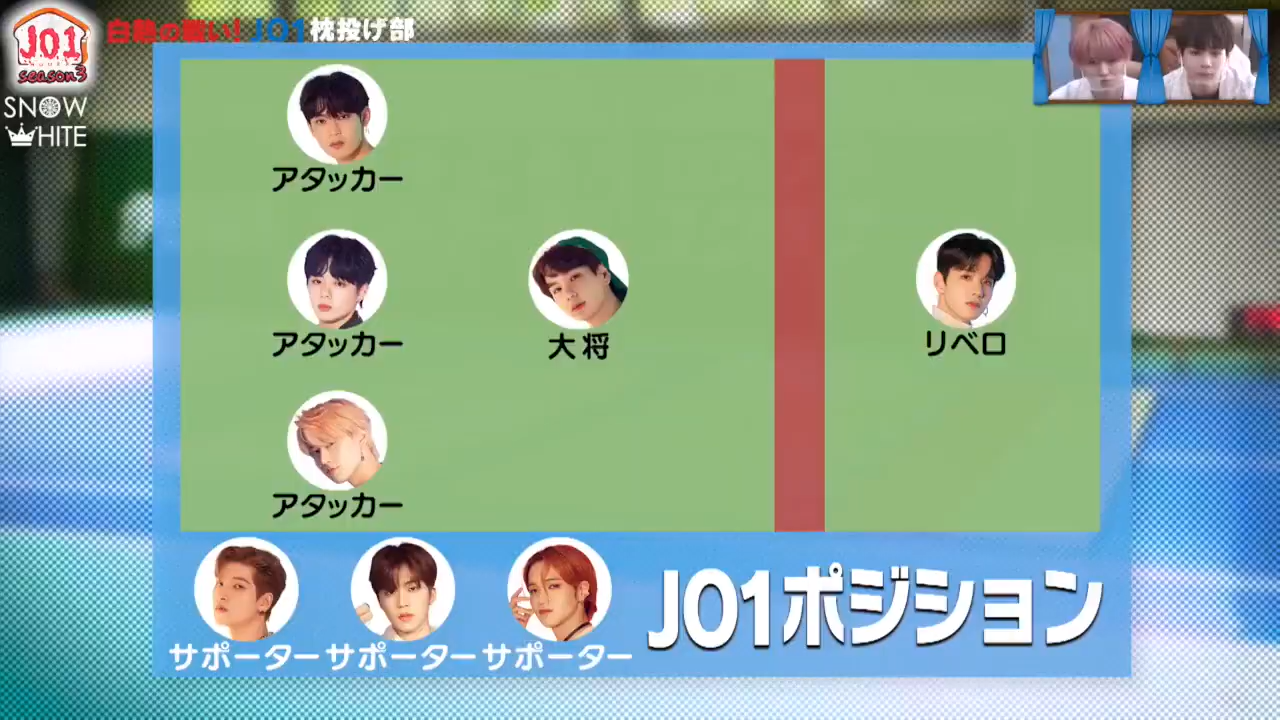 JO1
HOUSE
season3
SNOW
WHITE
白熱の戦い!JO1枕投げ部
アタッカー
アタッカー
大将
リベロ
アタッカー
サポーター サポーター サポーター
JO1ポジション